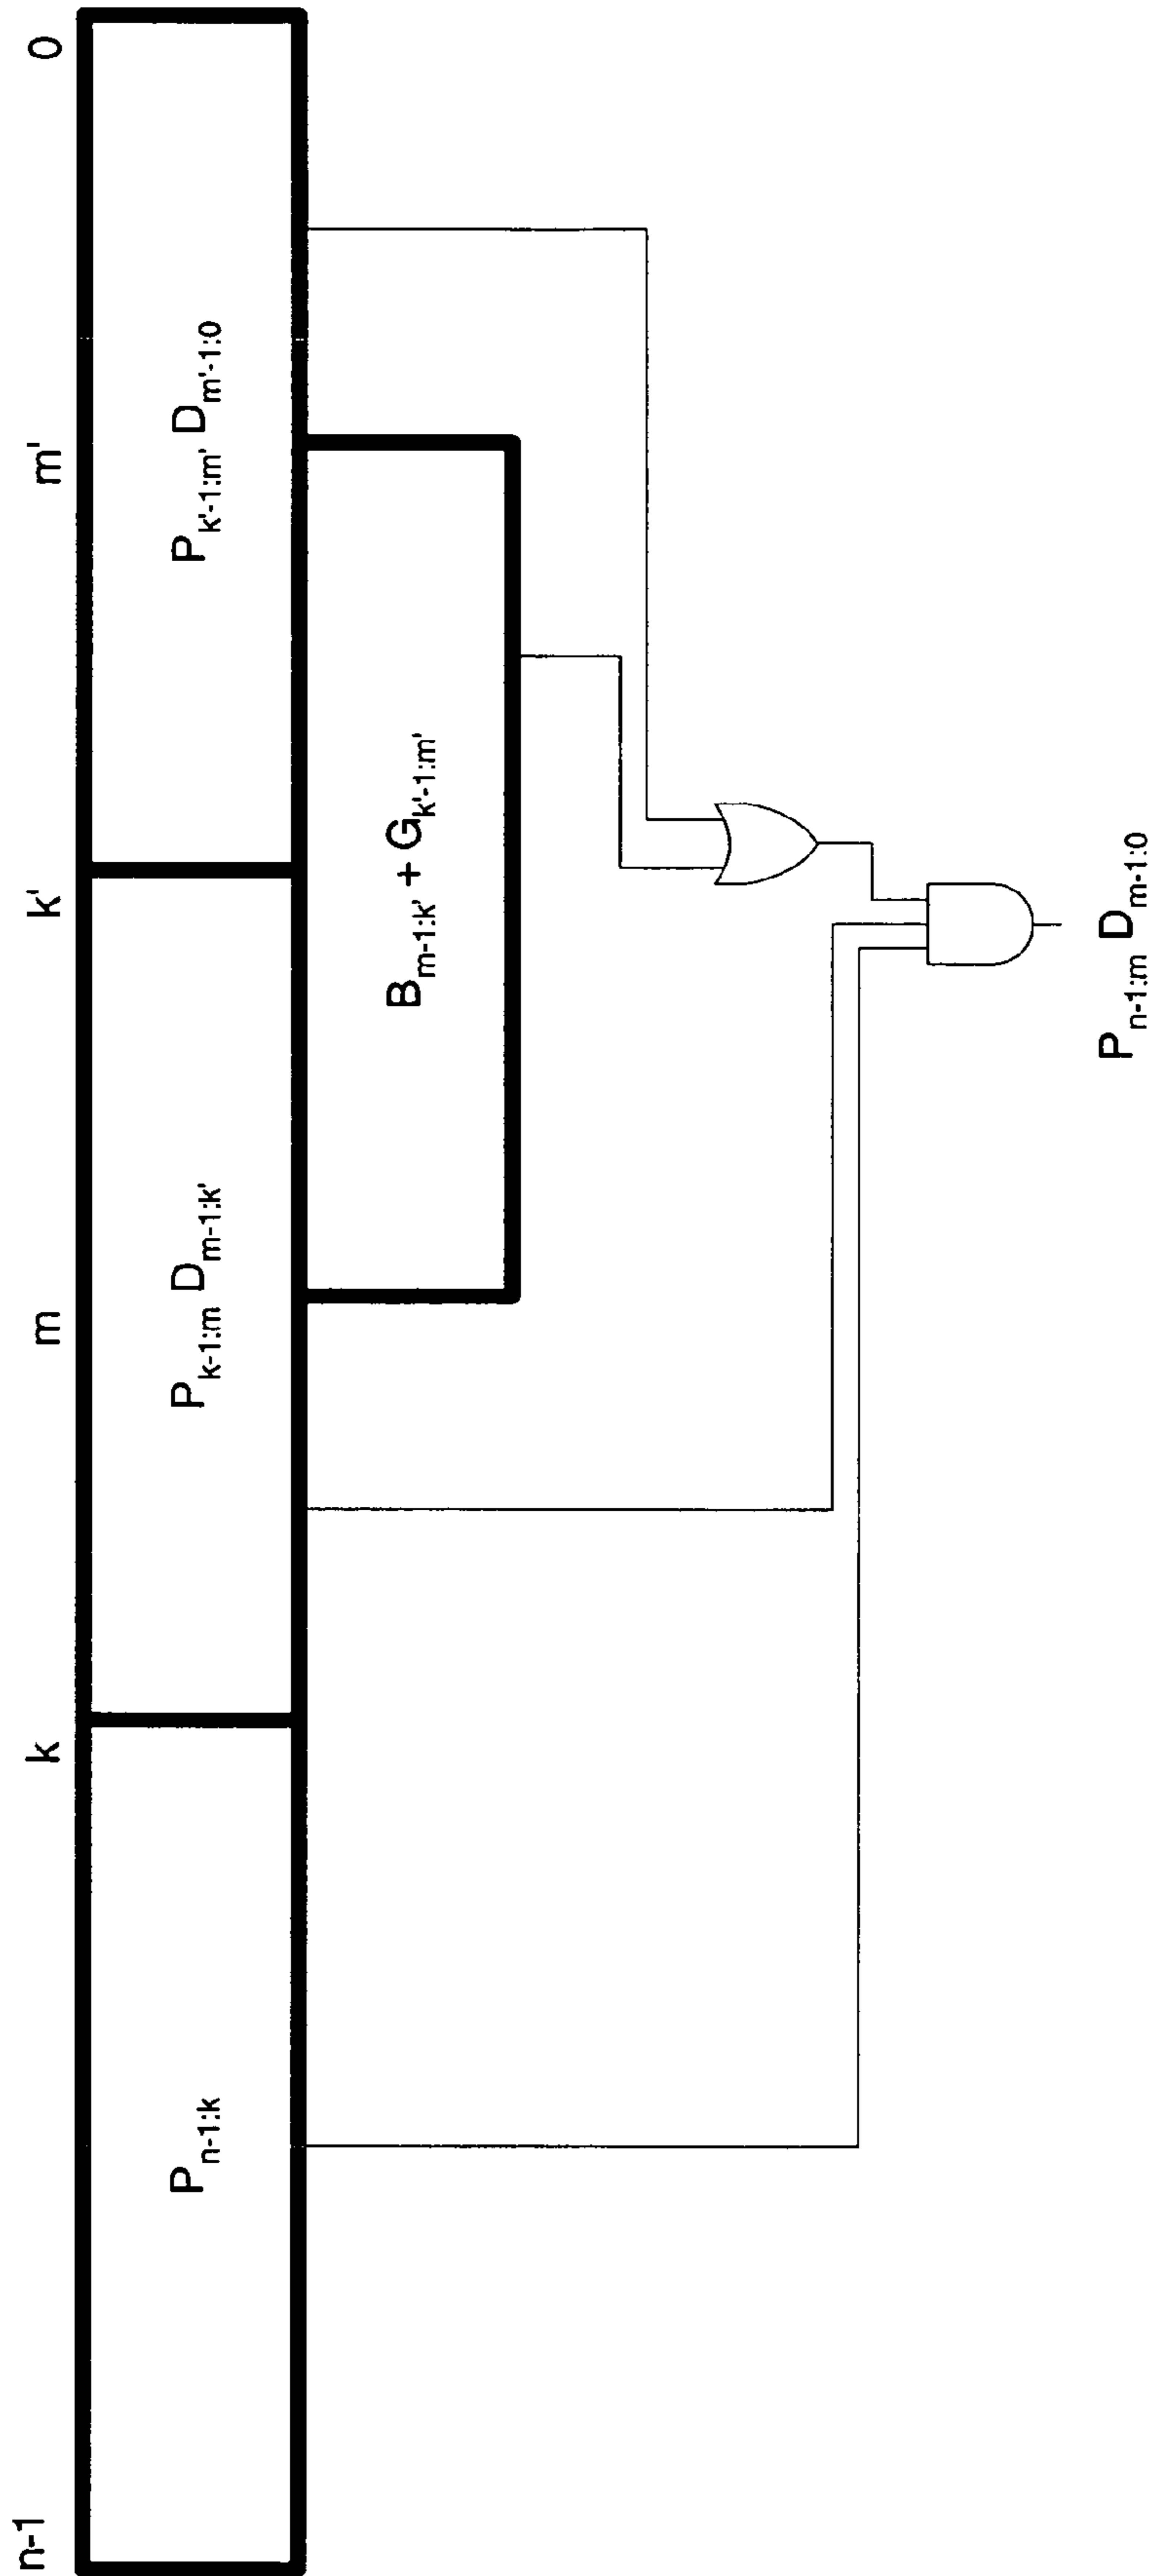 n-1 k m k' m' 0
P_{n-1:k} P_{k-1:m} D_{m-1:k'} P_{k'-1:m'} D_{m'-1:0}
B_{m-1:k'} + G_{k'-1:m'}
P_{n-1:m} D_{m-1:0}